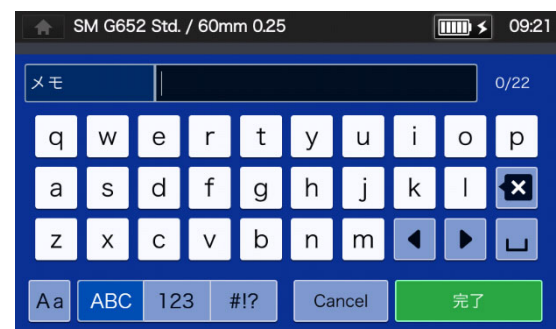 SM G652 Std. / 60mm 0.25 09:21
メモ 0/22
q w e r t y u i o p
a s d f g h j k l
z x c v b n m
Aa ABC 123 #!? Cancel 完了